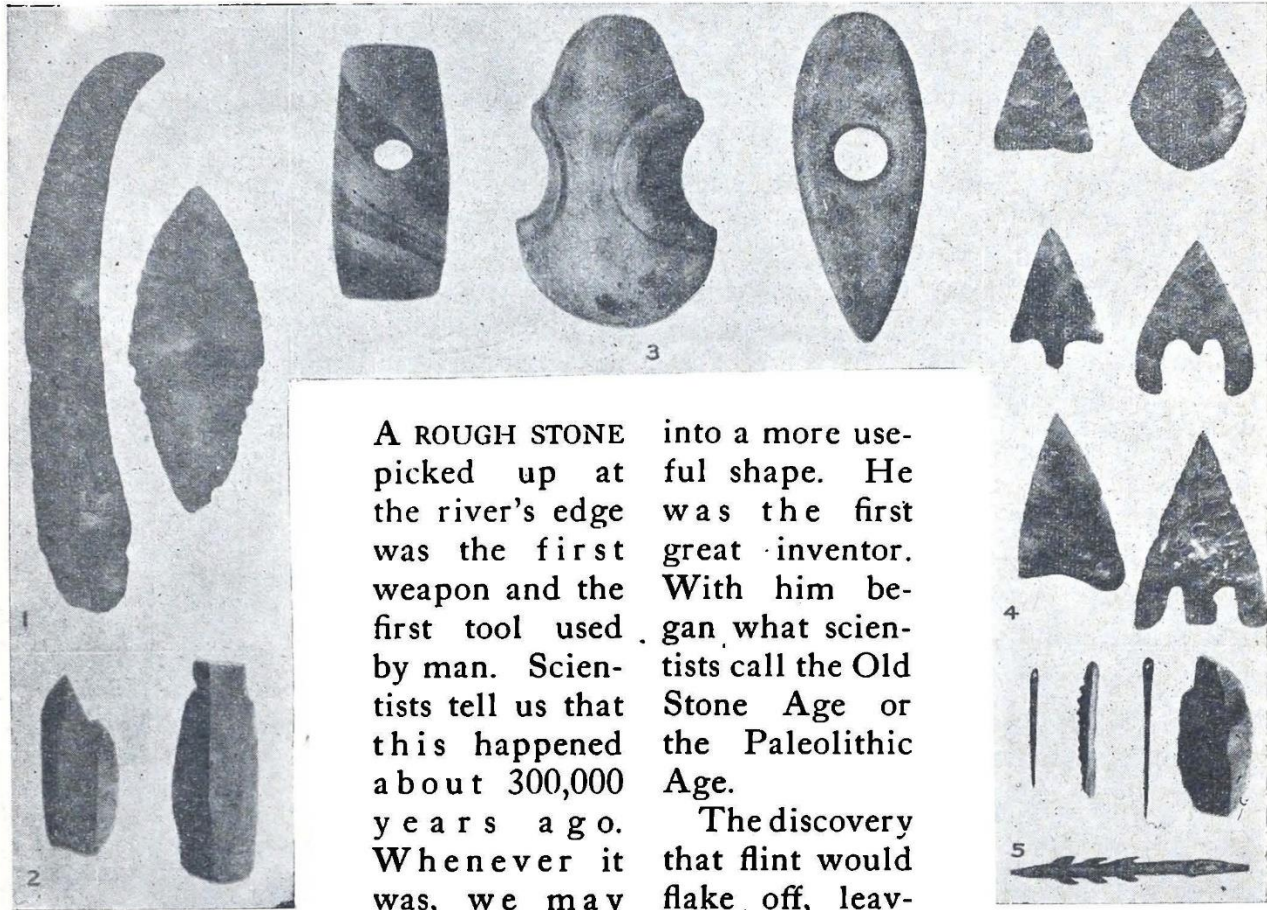 A ROUGH STONE
picked up at
the river's edge
was the first
weapon and the
first tool used
by man. Scien-
tists tell us that
this happened
about 300,000
years ago.
Whenever it
was, we may
into a more use-
ful shape. He
was the first
great inventor.
With him be-
gan what scien-
tists call the Old
Stone Age or
the Paleolithic
Age.
The discovery
that flint would
flake off, leav-
1
2
3
4
5